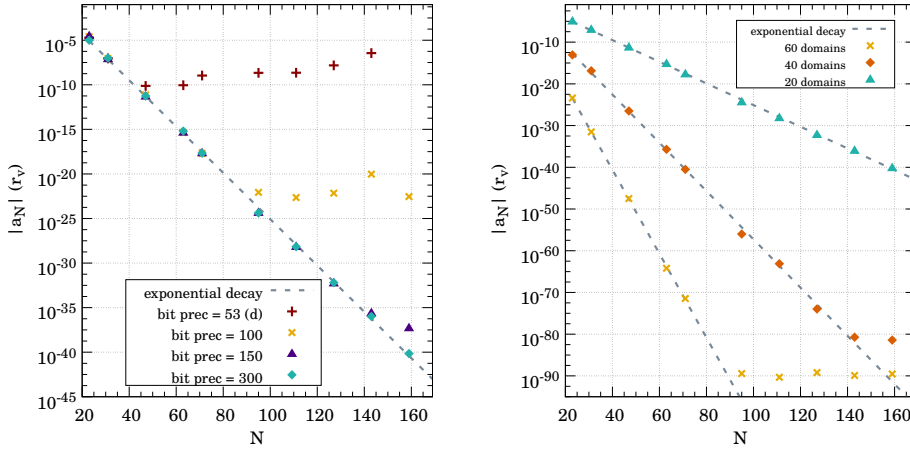 10^-5
10^-10
10^-15
10^-20
10^-25
10^-30
10^-35
10^-40
10^-45
|a_N| (r_v)
exponential decay
bit prec = 53 (d)
bit prec = 100
bit prec = 150
bit prec = 300
20 40 60 80 100 120 140 160
N
10^-10
10^-20
10^-30
10^-40
10^-50
10^-60
10^-70
10^-80
10^-90
|a_N| (r_v)
exponential decay
60 domains
40 domains
20 domains
20 40 60 80 100 120 140 160
N